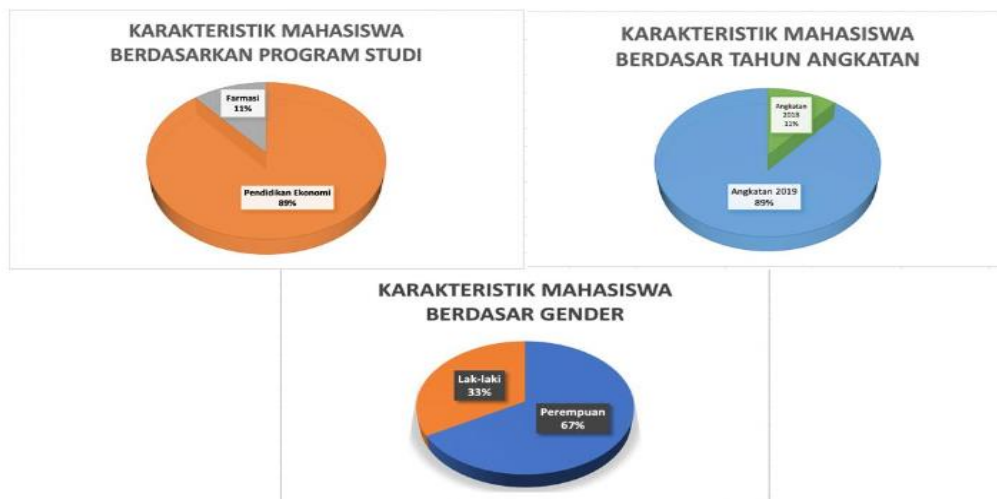 KARAKTERISTIK MAHASISWA
BERDASARKAN PROGRAM STUDI
Farmasi
11%
Pendidikan Ekonomi
89%
KARAKTERISTIK MAHASISWA
BERDASAR TAHUN ANGKATAN
Angkatan
2018
11%
Angkatan 2019
89%
KARAKTERISTIK MAHASISWA
BERDASAR GENDER
Lak-laki
33%
Perempuan
67%